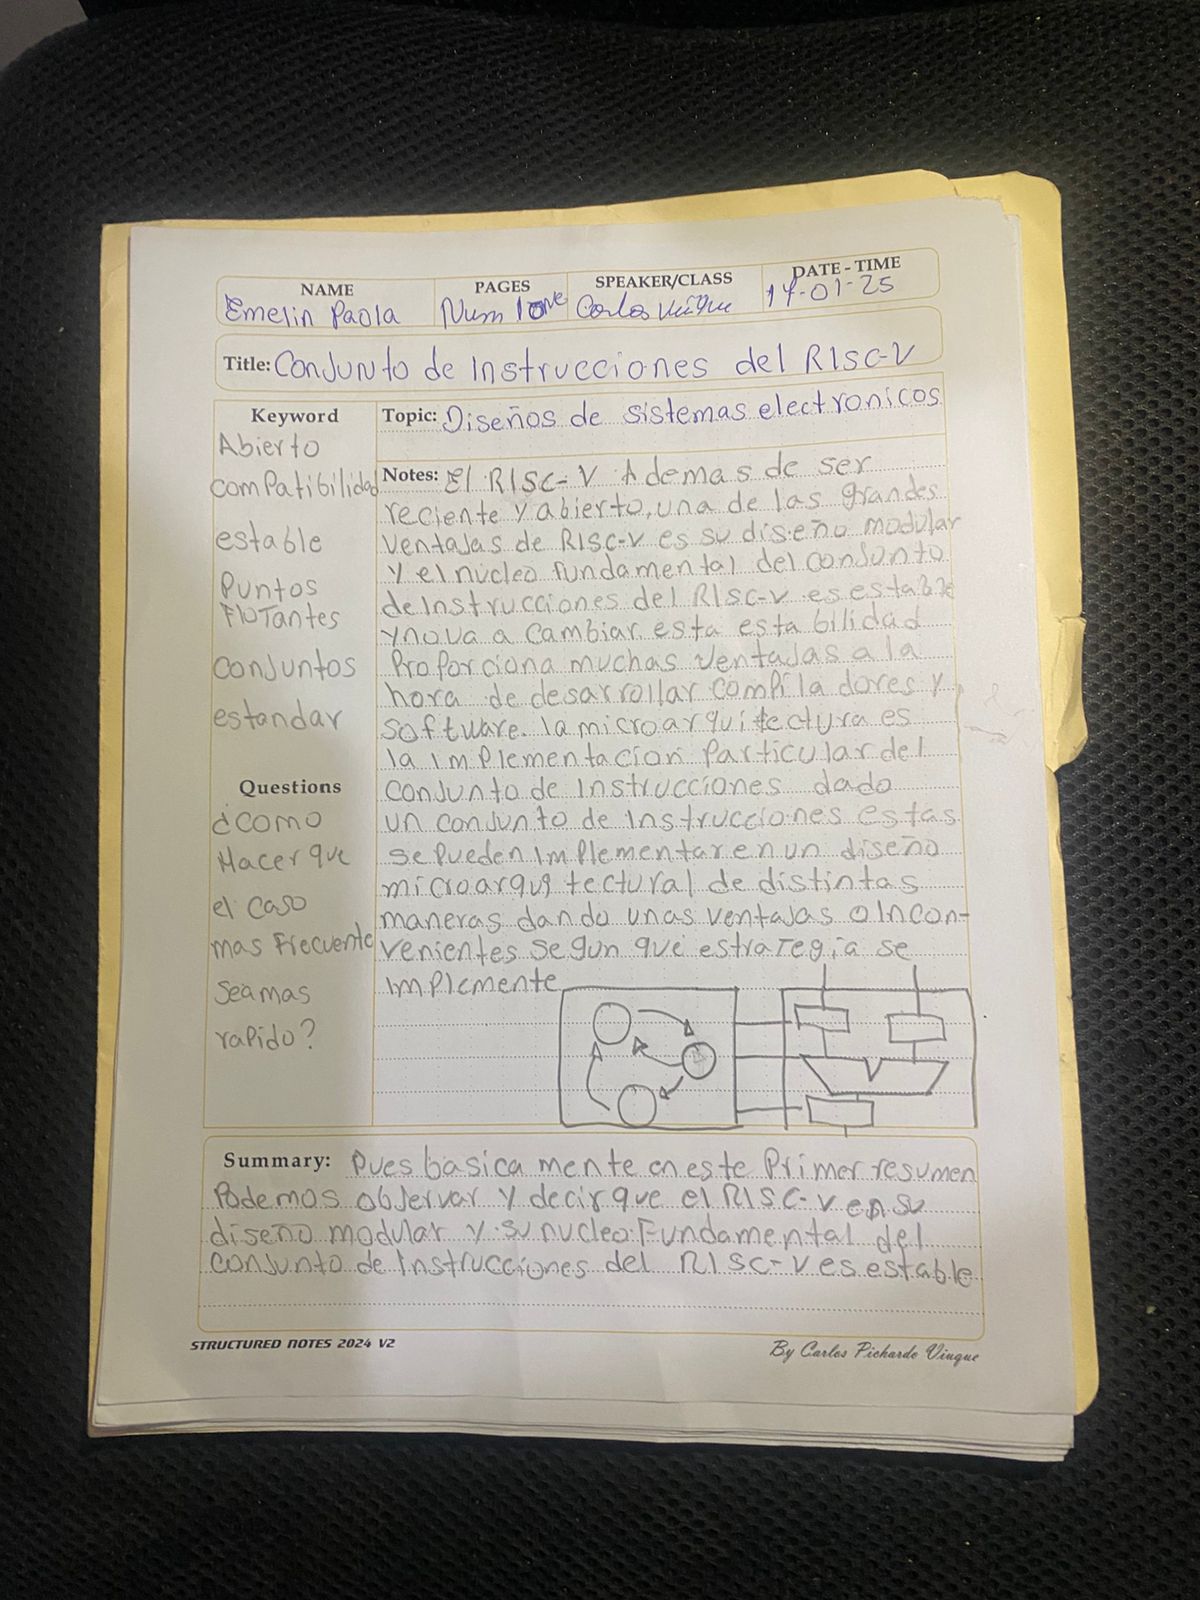 NAME PAGES SPEAKER/CLASS DATE - TIME
Emelin Paola Num 1 one Carlos 14-01-25
Title: Conjunto de Instrucciones del RISC-V
Keyword
Abierto
compatibilidad
estable
Puntos
FloTantes
conjuntos
estandar
Questions
¿como
Hacer que
el caso
mas Frecuente
sea mas
rapido?
Topic: Diseños de sistemas electronicos
Notes: El RISC-V Ademas de ser
reciente y abierto, una de las grandes
ventajas de RISC-V es su diseño modular
y el nucleo fundamental del conjunto
de Instrucciones del RISC-V es estable
y no va a cambiar. esta estabilidad
Proporciona muchas ventajas a la
hora de desarrollar compiladores y
software. la microarquitectura es
la implementacion Particular del
conjunto de Instrucciones dado
un conjunto de Instrucciones estas
se pueden implementar en un diseño
microarquitectural de distintas
maneras dando unas ventajas o Incon-
venientes segun que estrategia se
implemente
Summary: Pues basicamente en este Primer resumen
Podemos observar y decir que el RISC-V en su
diseño modular y su nucleo Fundamental del
conjunto de Instrucciones del RISC-V es estable
STRUCTURED NOTES 2024 V2
By Carlos Pichardo Viuque